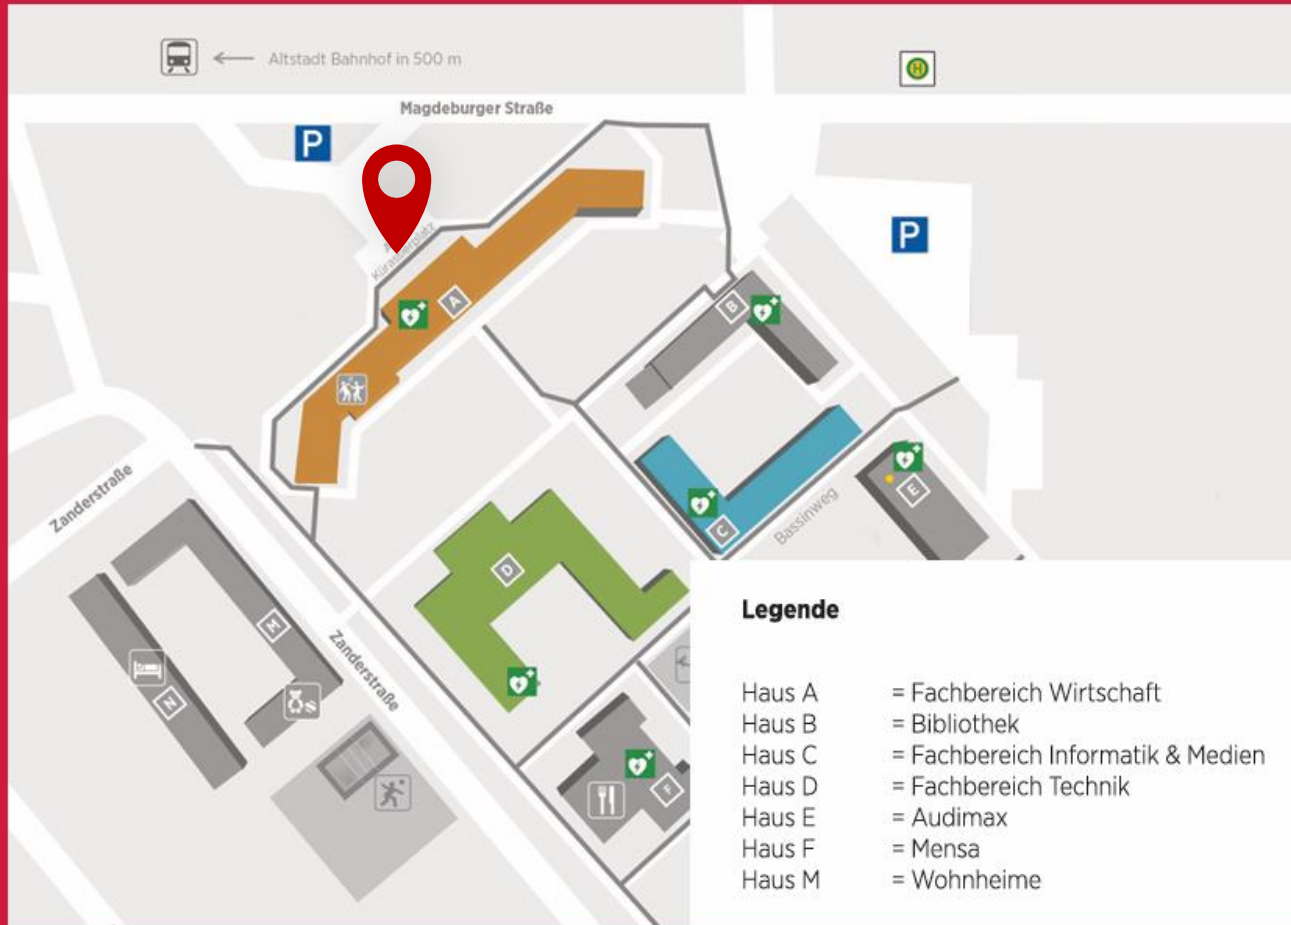 Altstadt Bahnhof in 500 m
H
Magdeburger Straße
P
P
A
B
Zanderstraße
C
Bassinweg
E
D
M
N
Zanderstraße
F
Legende
Haus A = Fachbereich Wirtschaft
Haus B = Bibliothek
Haus C = Fachbereich Informatik & Medien
Haus D = Fachbereich Technik
Haus E = Audimax
Haus F = Mensa
Haus M = Wohnheime